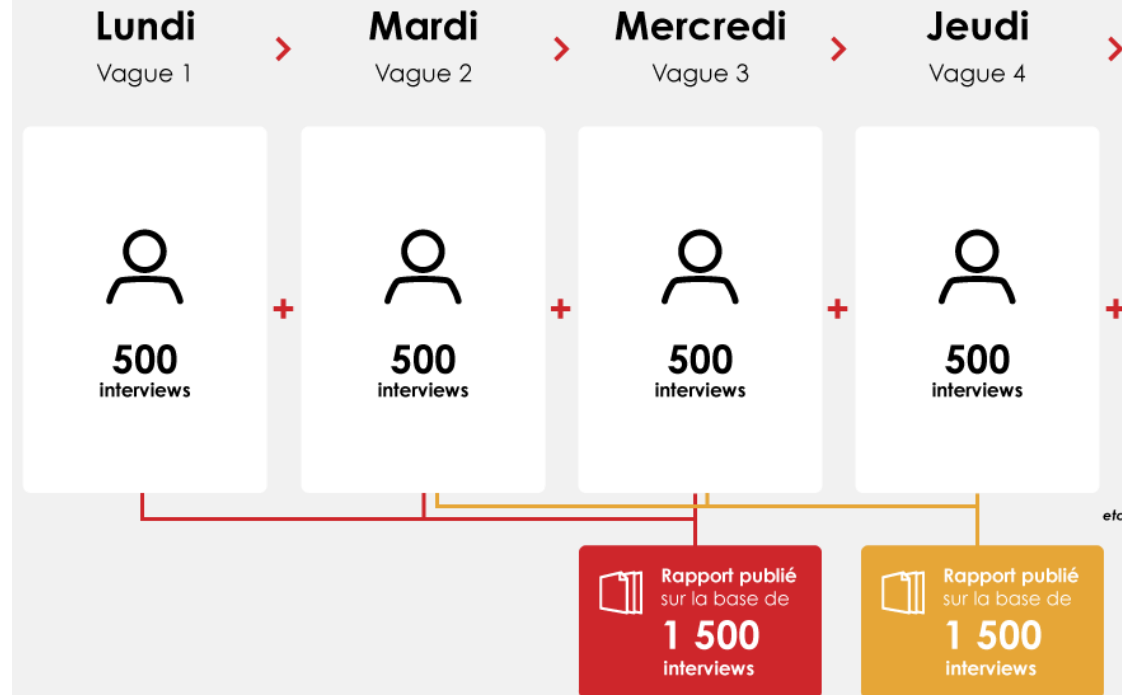 Lundi
Vague 1
Mardi
Vague 2
Mercredi
Vague 3
Jeudi
Vague 4
500
interviews
500
interviews
500
interviews
500
interviews
etc
Rapport publié
sur la base de
1 500
interviews
Rapport publié
sur la base de
1 500
interviews